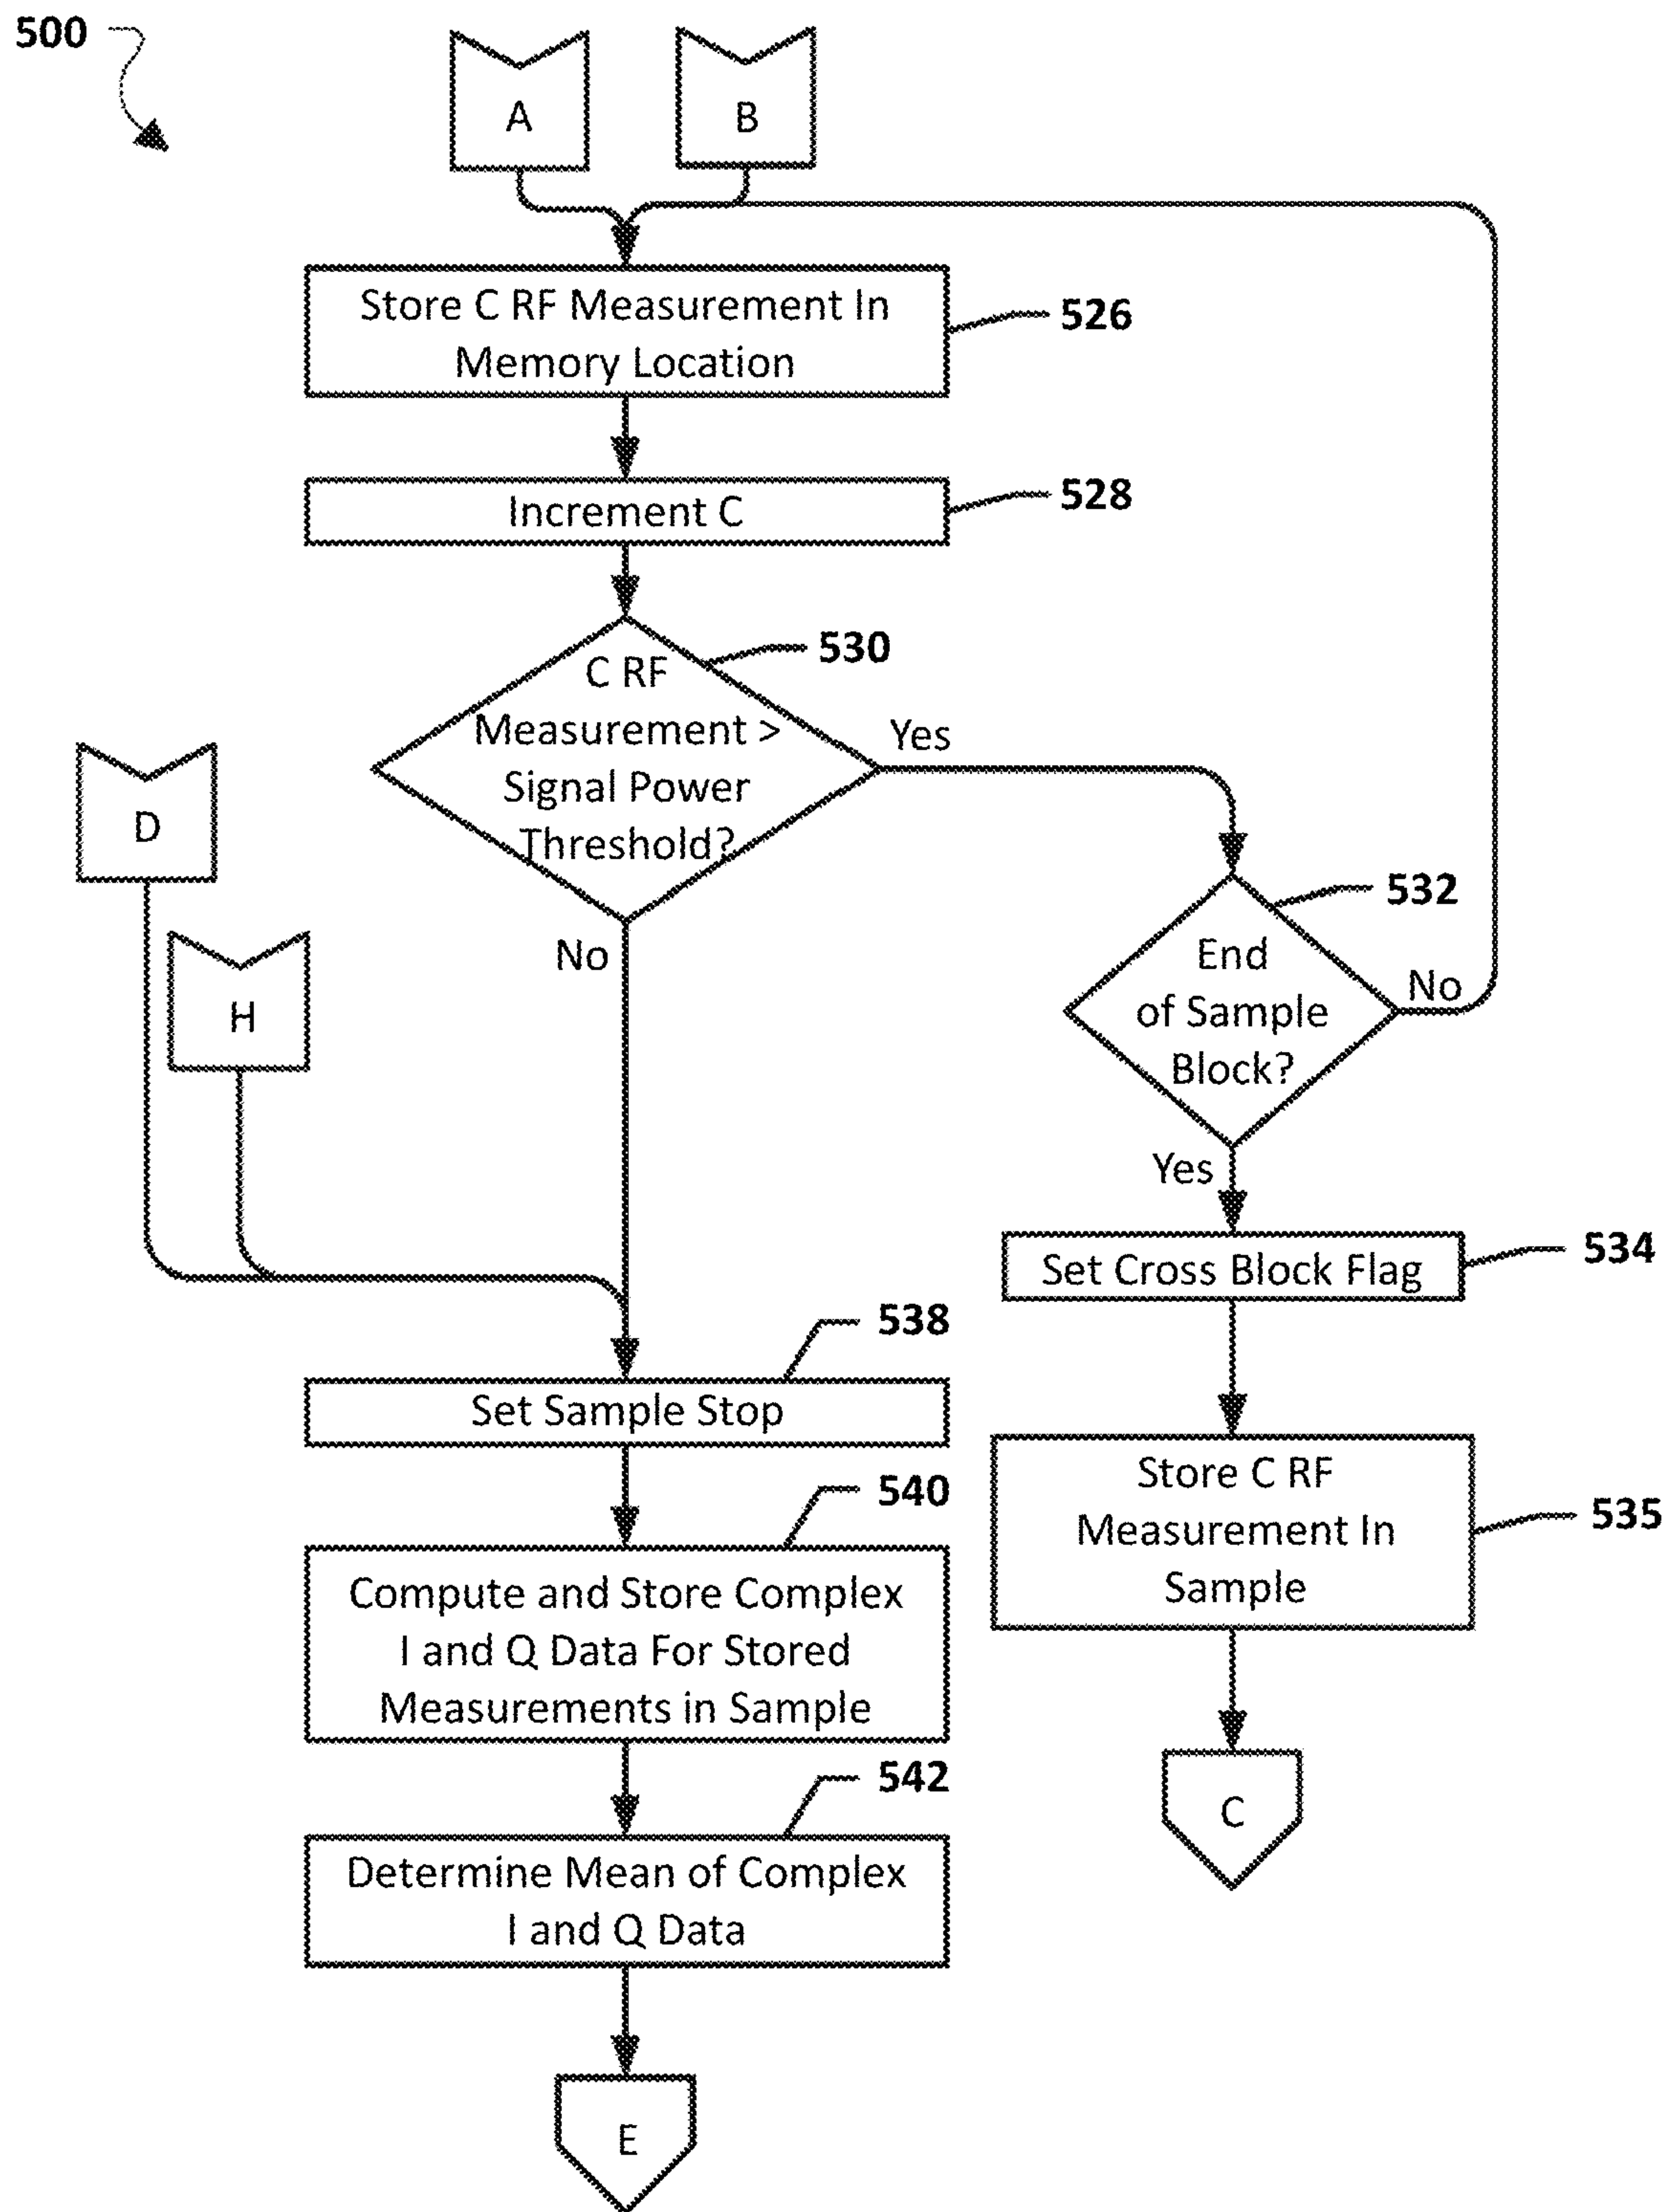 500
A
B
Store C RF Measurement In
Memory Location
526
Increment C
528
530
C RF
Measurement >
Signal Power
Threshold?
Yes
No
D
H
532
End
of Sample
Block?
No
Yes
Set Cross Block Flag
534
538
Set Sample Stop
Store C RF
Measurement In
Sample
535
540
Compute and Store Complex
I and Q Data For Stored
Measurements in Sample
542
Determine Mean of Complex
I and Q Data
C
E